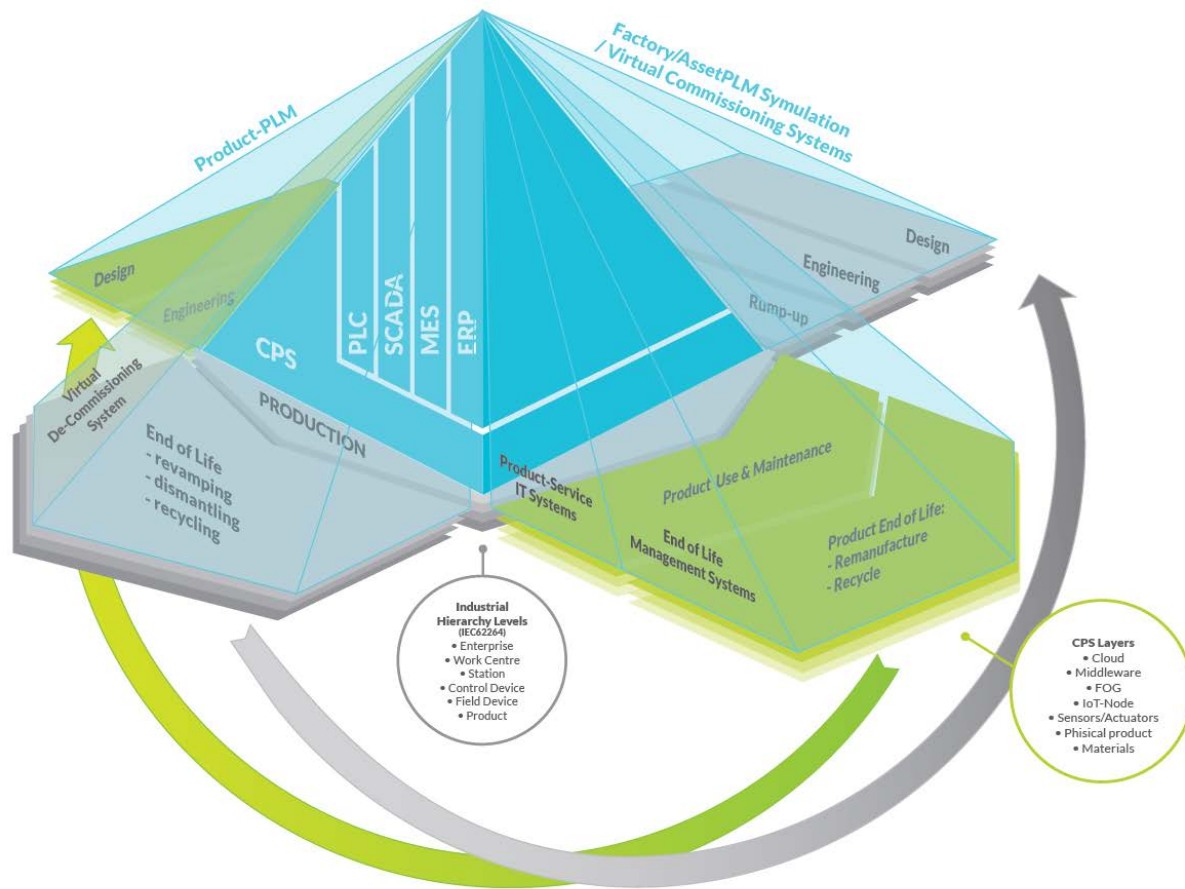 Product-PLM
Factory/AssetPLM Symulation
/ Virtual Commissioning Systems
Design
Engineering
Design
Engineering
Rump-up
PLC
SCADA
MES
ERP
CPS
PRODUCTION
Virtual
De-Commissioning
System
End of Life
- revamping
- dismantling
- recycling
Product-Service
IT Systems
Product Use & Maintenance
End of Life
Management Systems
Product End of Life:
- Remanufacture
- Recycle
Industrial
Hierarchy Levels
(IEC62264)
• Enterprise
• Work Centre
• Station
• Control Device
• Field Device
• Product
CPS Layers
• Cloud
• Middleware
• FOG
• IoT-Node
• Sensors/Actuators
• Phisical product
• Materials